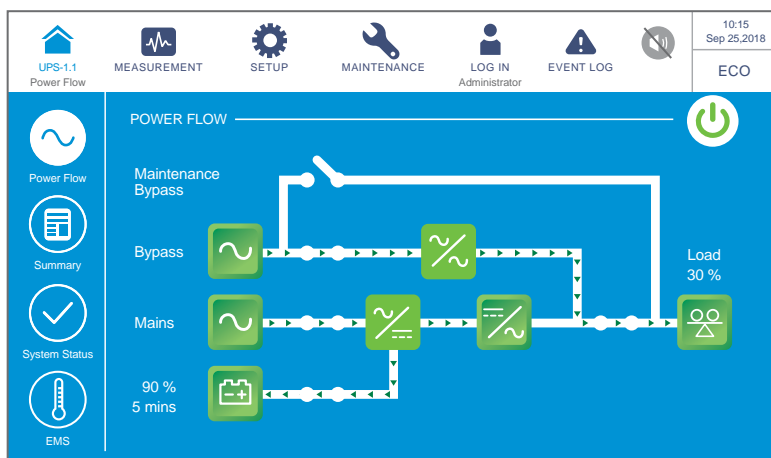 10:15
Sep 25,2018
ECO
UPS-1.1
Power Flow
MEASUREMENT
SETUP
MAINTENANCE
LOG IN
Administrator
EVENT LOG
Power Flow
Summary
System Status
EMS
POWER FLOW
Maintenance
Bypass
Bypass
Mains
90 %
5 mins
Load
30 %